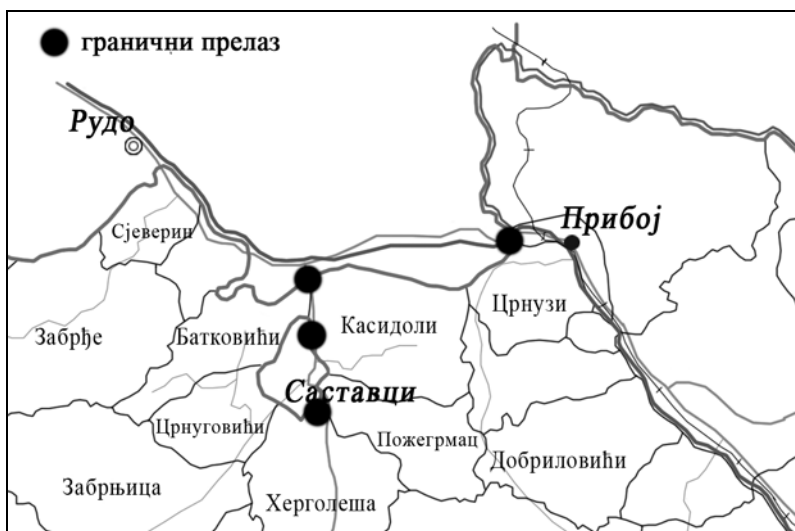 гранични прелаз
Рудо
Прибој
Сјеверин
Црнузи
Забрђе
Батковићи
Касидоли
Саставци
Црнуговићи
Пожегрмац
Добриловићи
Забрњица
Херголеша